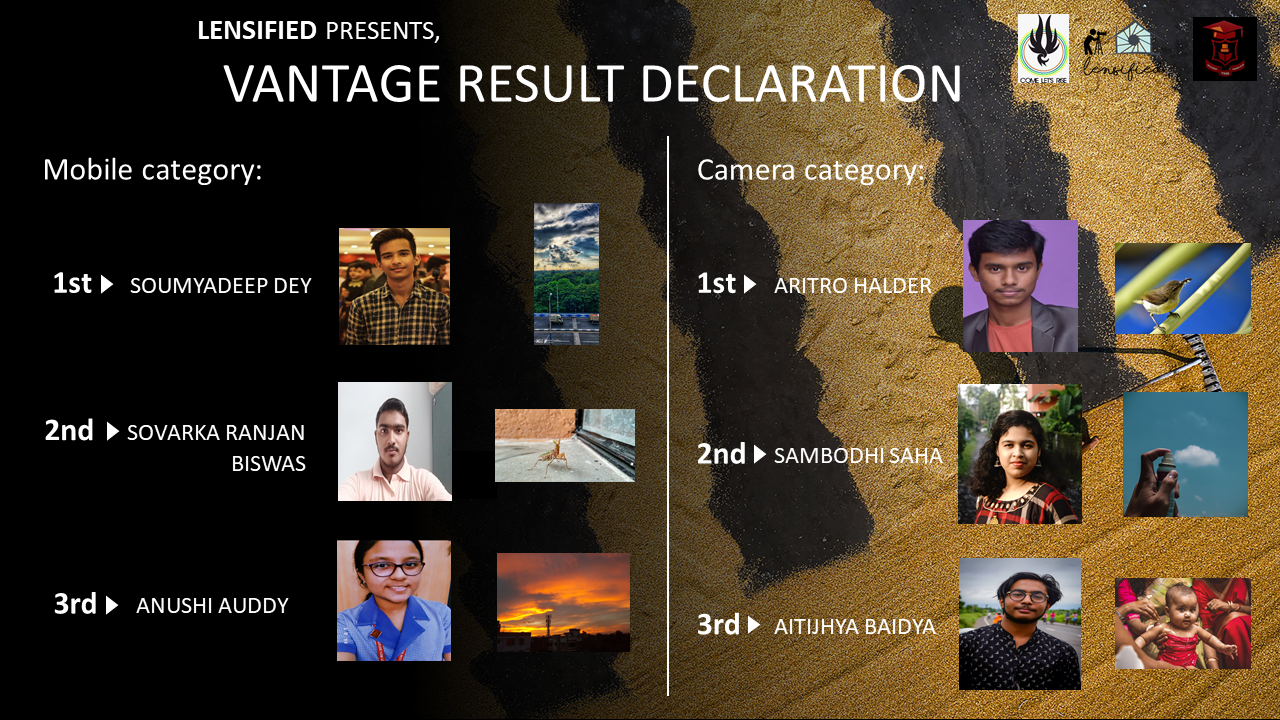 LENSIFIED PRESENTS,
VANTAGE RESULT DECLARATION
COME LET'S RISE
lensified
Mobile category:
1st SOUMYADEEP DEY
2nd SOVARKA RANJAN
BISWAS
3rd ANUSHI AUDDY
Camera category:
1st ARITRO HALDER
2nd SAMBODHI SAHA
3rd AITIJHYA BAIDYA